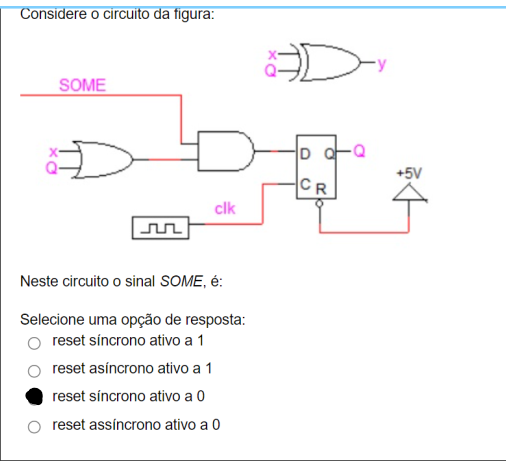 Considere o circuito da figura:
x
Q
y
SOME
x
Q
D Q
Q
C R
+5V
clk
Neste circuito o sinal SOME, é:
Selecione uma opção de resposta:
reset síncrono ativo a 1
reset asíncrono ativo a 1
reset síncrono ativo a 0
reset assíncrono ativo a 0